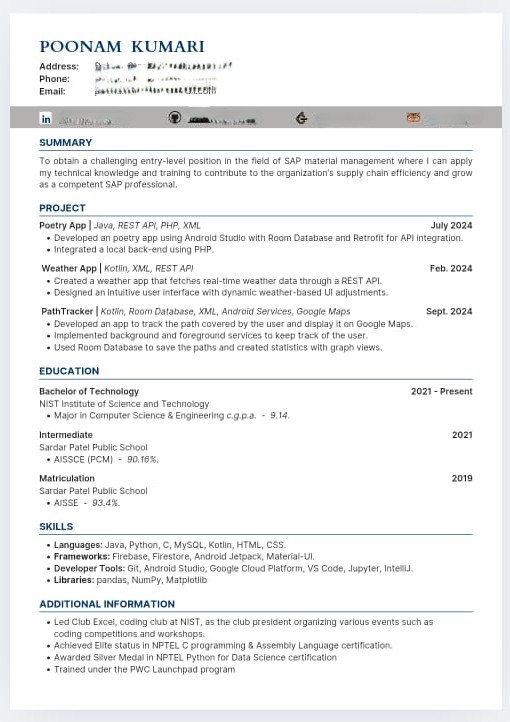 POONAM KUMARI
Address:
Phone:
Email:
in
SUMMARY
To obtain a challenging entry-level position in the field of SAP material management where I can apply
my technical knowledge and training to contribute to the organization's supply chain efficiency and grow
as a competent SAP professional.
PROJECT
Poetry App | Java, REST API, PHP, XML July 2024
• Developed an poetry app using Android Studio with Room Database and Retrofit for API integration.
• Integrated a local back-end using PHP.
Weather App | Kotlin, XML, REST API Feb. 2024
• Created a weather app that fetches real-time weather data through a REST API.
• Designed an intuitive user interface with dynamic weather-based UI adjustments.
PathTracker | Kotlin, Room Database, XML, Android Services, Google Maps Sept. 2024
• Developed an app to track the path covered by the user and display it on Google Maps.
• Implemented background and foreground services to keep track of the user.
• Used Room Database to save the paths and created statistics with graph views.
EDUCATION
Bachelor of Technology 2021 - Present
NIST Institute of Science and Technology
• Major in Computer Science & Engineering c.g.p.a. - 9.14.
Intermediate 2021
Sardar Patel Public School
• AISSCE (PCM) - 90.16%.
Matriculation 2019
Sardar Patel Public School
• AISSE - 93.4%.
SKILLS
• Languages: Java, Python, C, MySQL, Kotlin, HTML, CSS.
• Frameworks: Firebase, Firestore, Android Jetpack, Material-UI.
• Developer Tools: Git, Android Studio, Google Cloud Platform, VS Code, Jupyter, IntelliJ.
• Libraries: pandas, NumPy, Matplotlib
ADDITIONAL INFORMATION
• Led Club Excel, coding club at NIST, as the club president organizing various events such as
coding competitions and workshops.
• Achieved Elite status in NPTEL C programming & Assembly Language certification.
• Awarded Silver Medal in NPTEL Python for Data Science certification
• Trained under the PWC Launchpad program